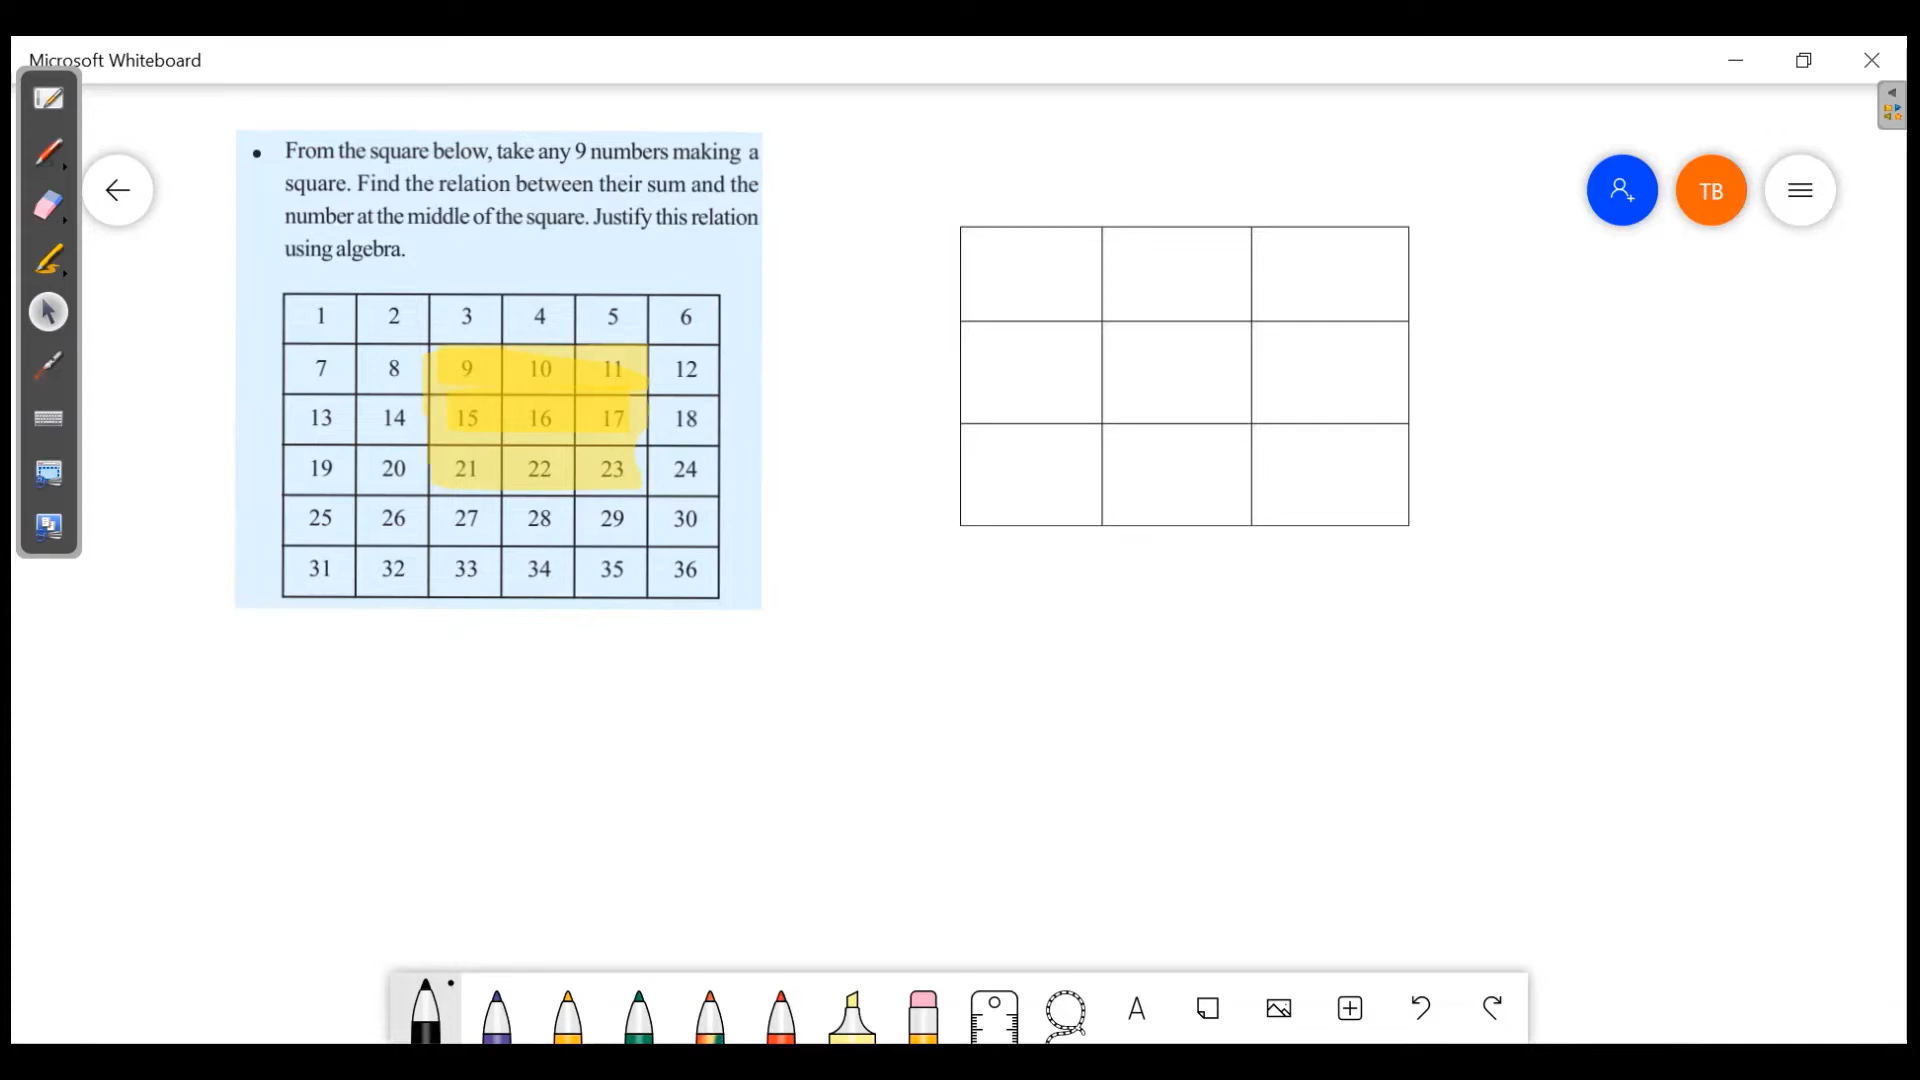 Microsoft Whiteboard
• From the square below, take any 9 numbers making a
square. Find the relation between their sum and the
number at the middle of the square. Justify this relation
using algebra.
1 2 3 4 5 6
7 8 9 10 11 12
13 14 15 16 17 18
19 20 21 22 23 24
25 26 27 28 29 30
31 32 33 34 35 36
TB
A